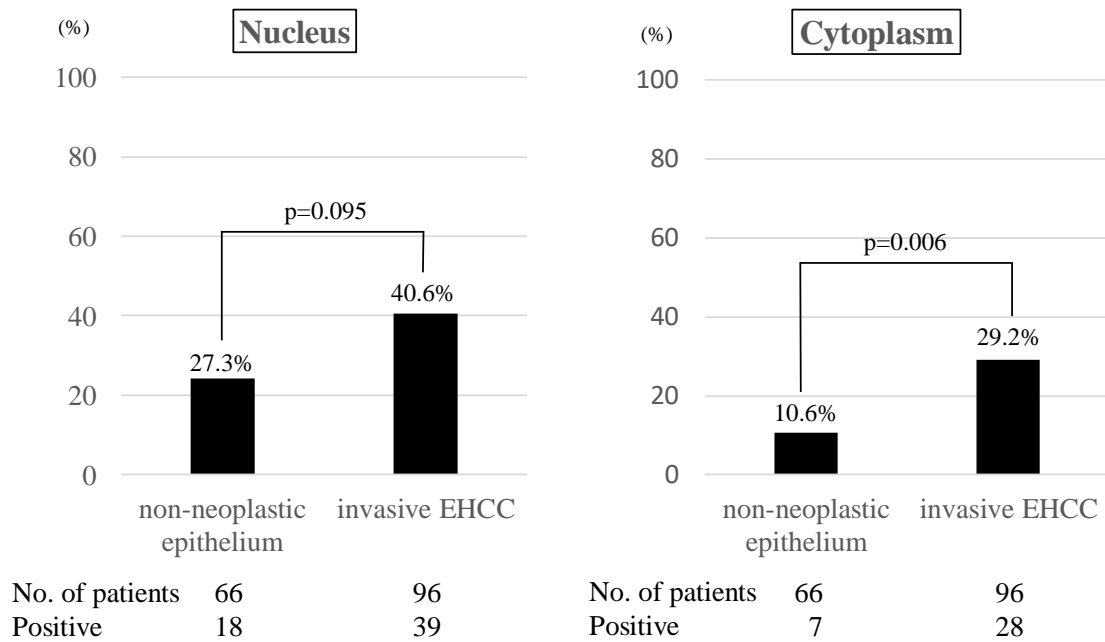 (%)
Nucleus
100
80
60
40
20
0
p=0.095
27.3%
40.6%
non-neoplastic
epithelium
invasive EHCC
No. of patients 66 96
Positive 18 39
(%)
Cytoplasm
100
80
60
40
20
0
p=0.006
10.6%
29.2%
non-neoplastic
epithelium
invasive EHCC
No. of patients 66 96
Positive 7 28